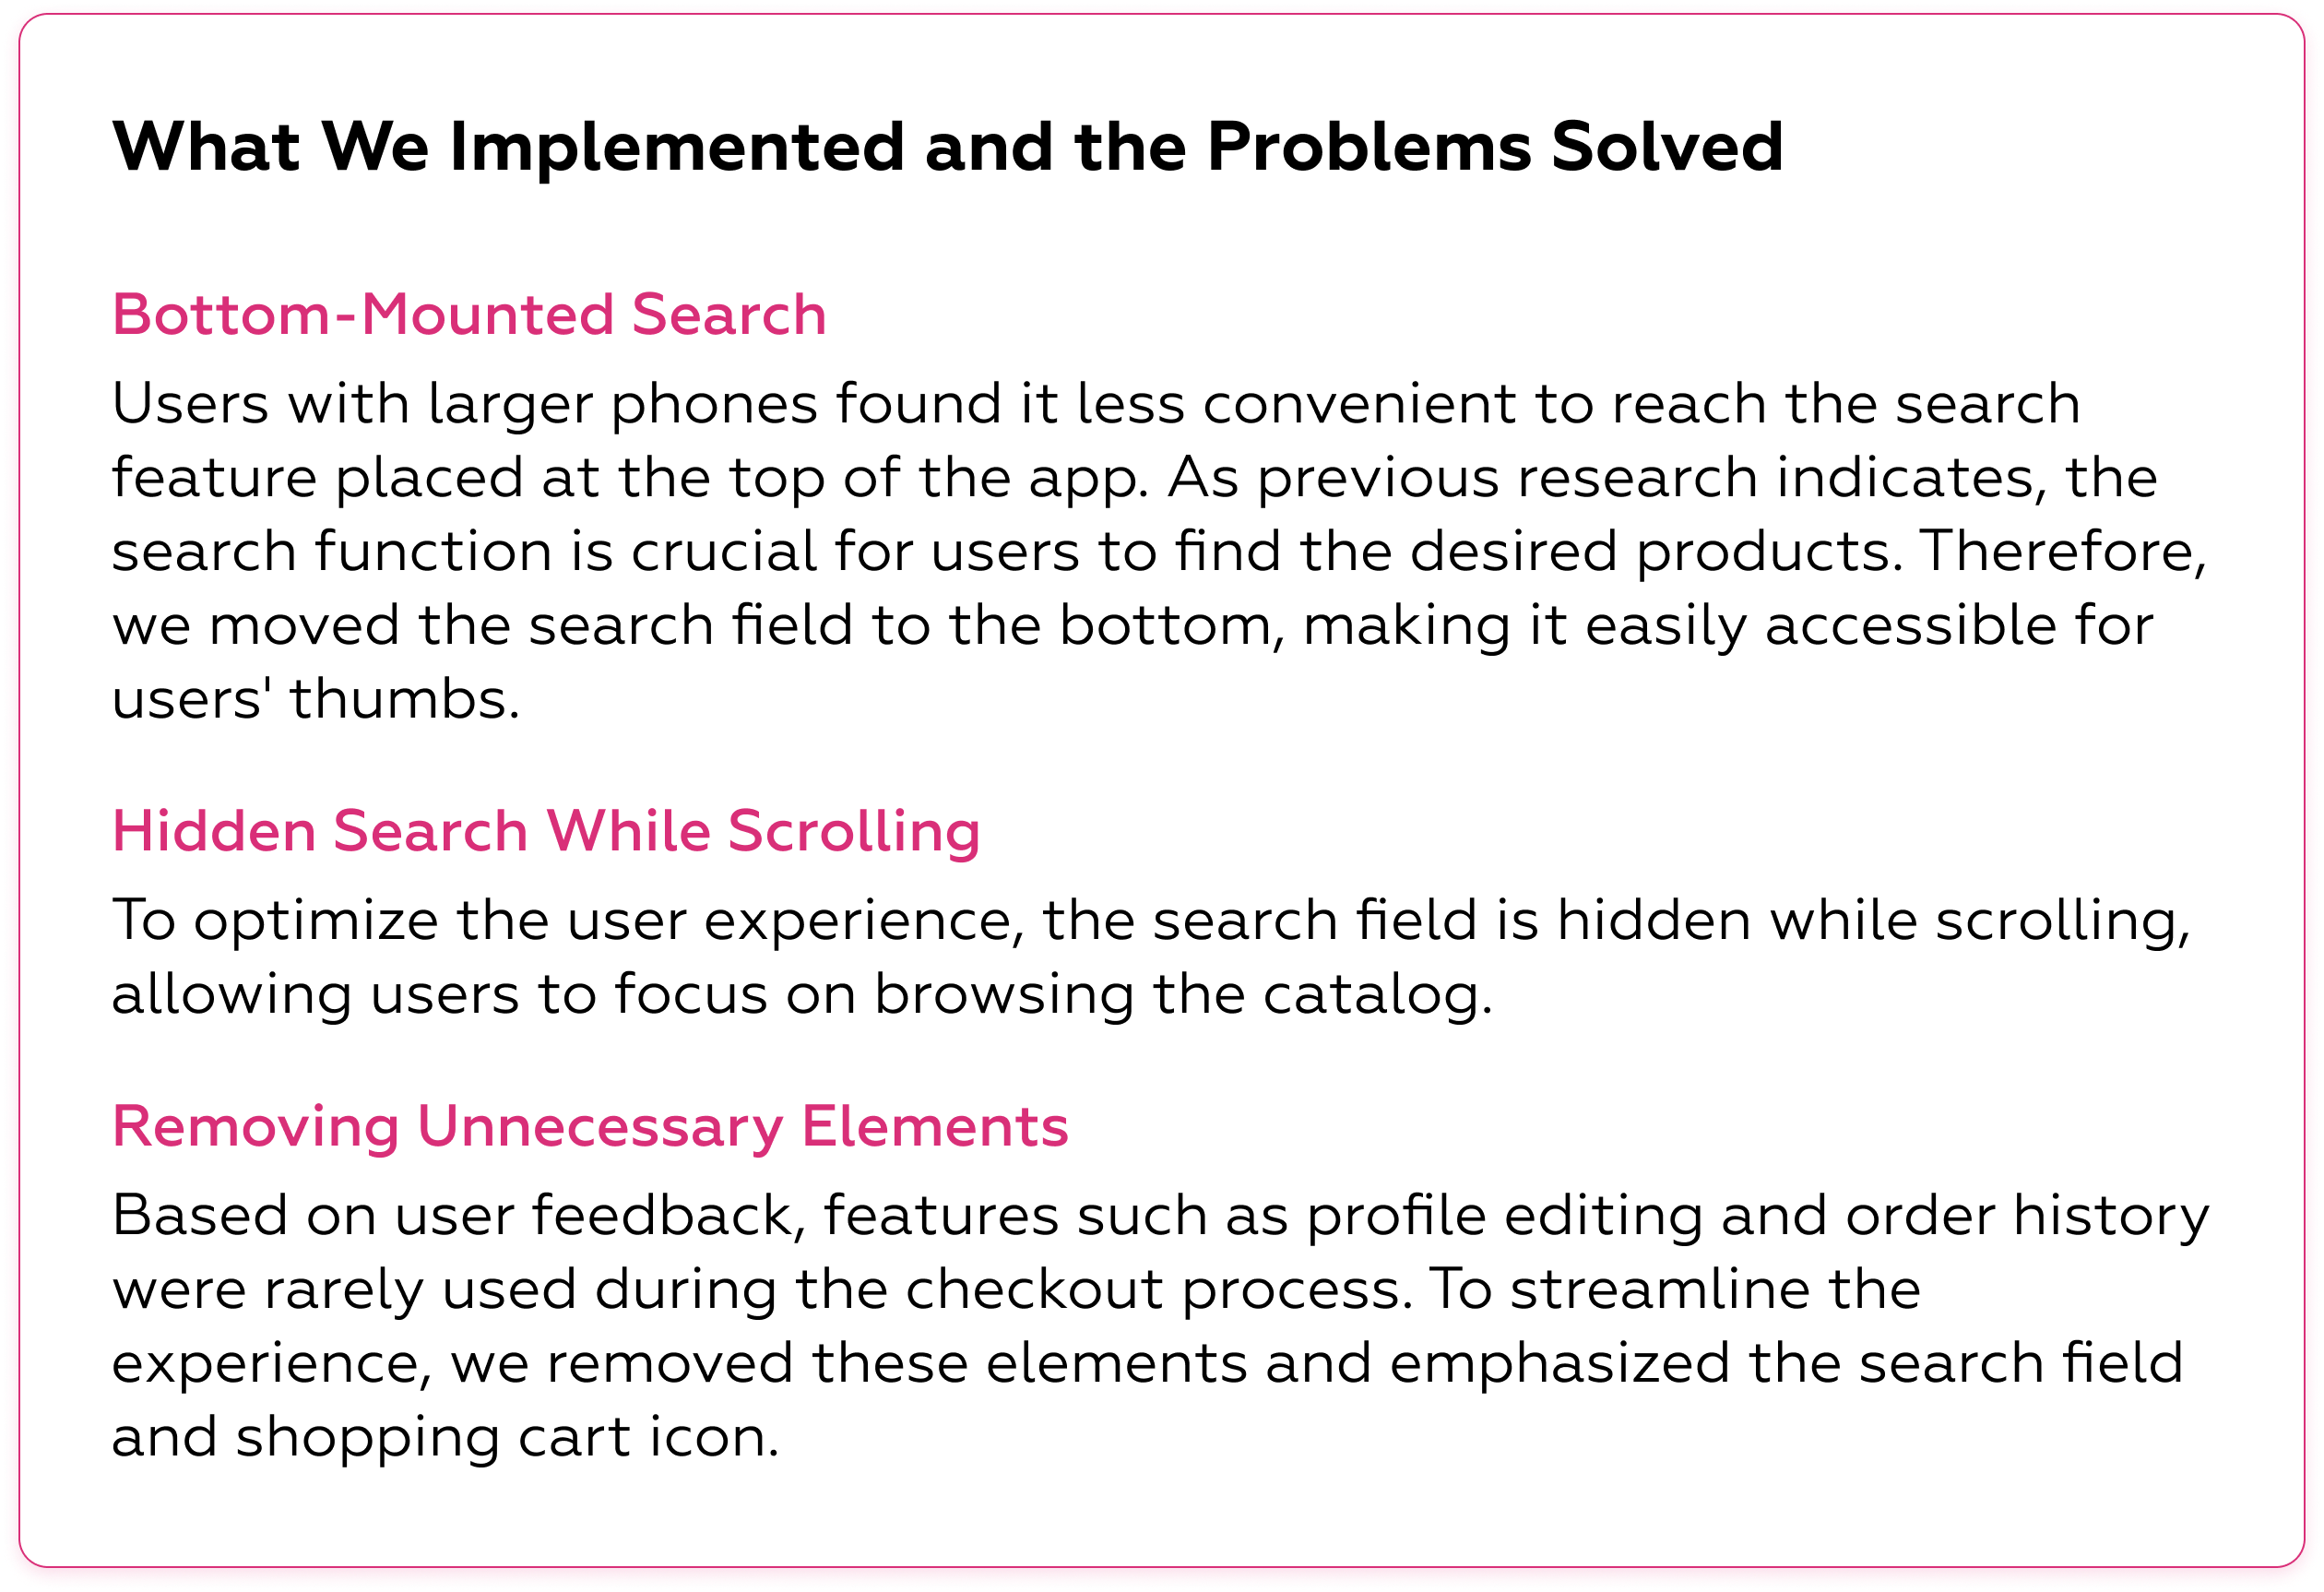 What We Implemented and the Problems Solved
Bottom-Mounted Search
Users with larger phones found it less convenient to reach the search
feature placed at the top of the app. As previous research indicates, the
search function is crucial for users to find the desired products. Therefore,
we moved the search field to the bottom, making it easily accessible for
users' thumbs.
Hidden Search While Scrolling
To optimize the user experience, the search field is hidden while scrolling,
allowing users to focus on browsing the catalog.
Removing Unnecessary Elements
Based on user feedback, features such as profile editing and order history
were rarely used during the checkout process. To streamline the
experience, we removed these elements and emphasized the search field
and shopping cart icon.